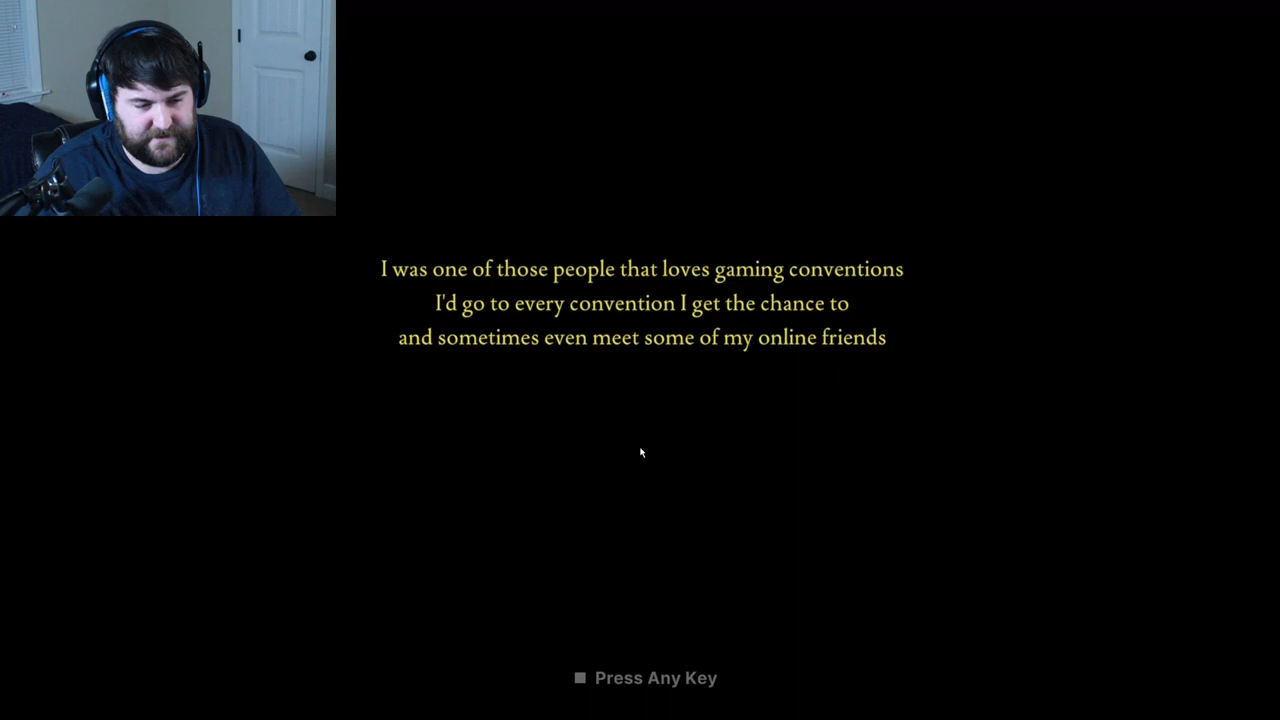 I was one of those people that loves gaming conventions
I'd go to every convention I get the chance to
and sometimes even meet some of my online friends
Press Any Key